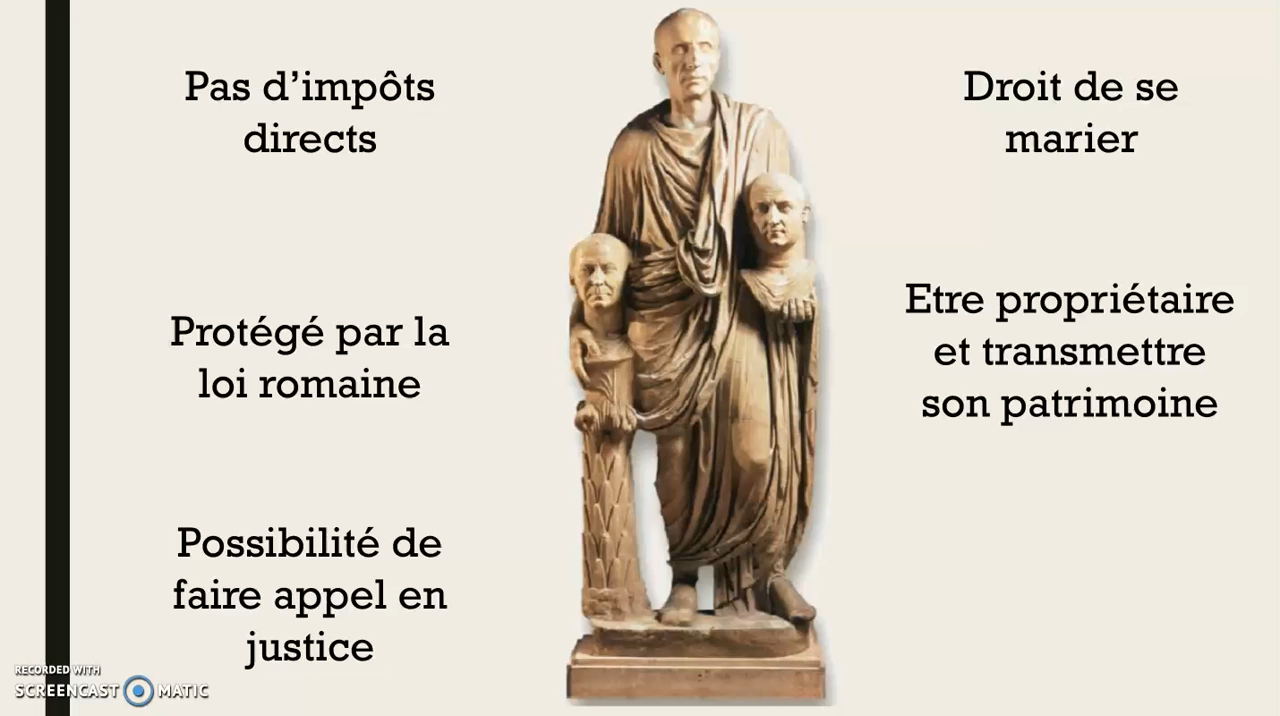 Pas d’impôts
directs
Protégé par la
loi romaine
Possibilité de
faire appel en
justice
Droit de se
marier
Etre propriétaire
et transmettre
son patrimoine
RECORDED WITH
SCREENCAST MATIC